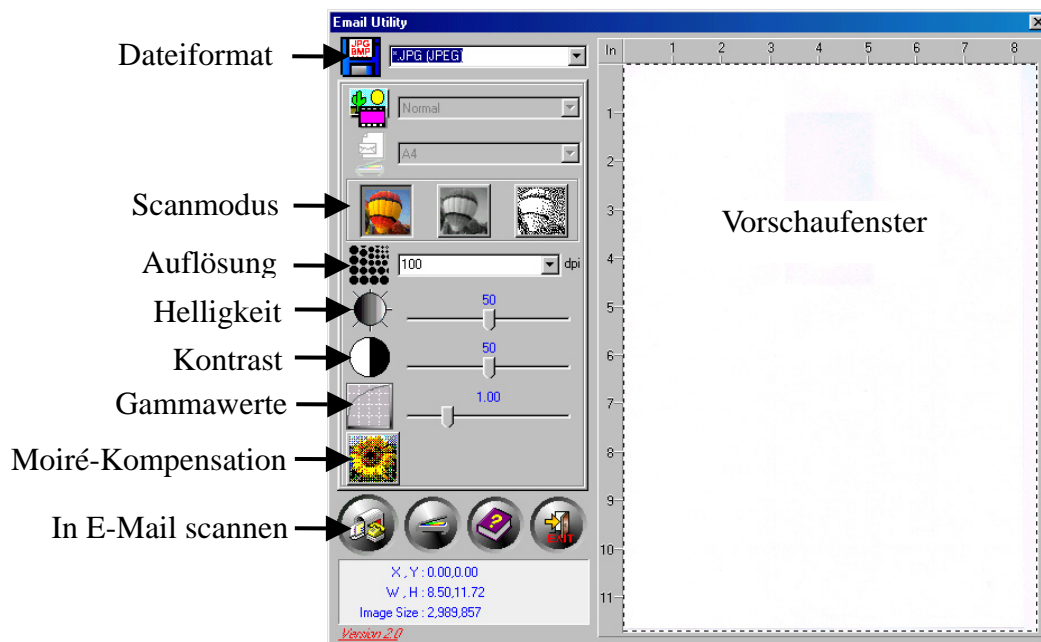 Email Utility
Dateiformat
JPG
BMP
*.JPG (JPEG)
In 1 2 3 4 5 6 7 8
Normal
A4
Scanmodus
Vorschaufenster
Auflösung
100 dpi
Helligkeit
50
Kontrast
50
Gammawerte
1.00
Moiré-Kompensation
In E-Mail scannen
?
EXIT
X , Y : 0.00,0.00
W , H : 8.50,11.72
Image Size : 2,989,857
Version 2.0
1
2
3
4
5
6
7
8
9
10
11